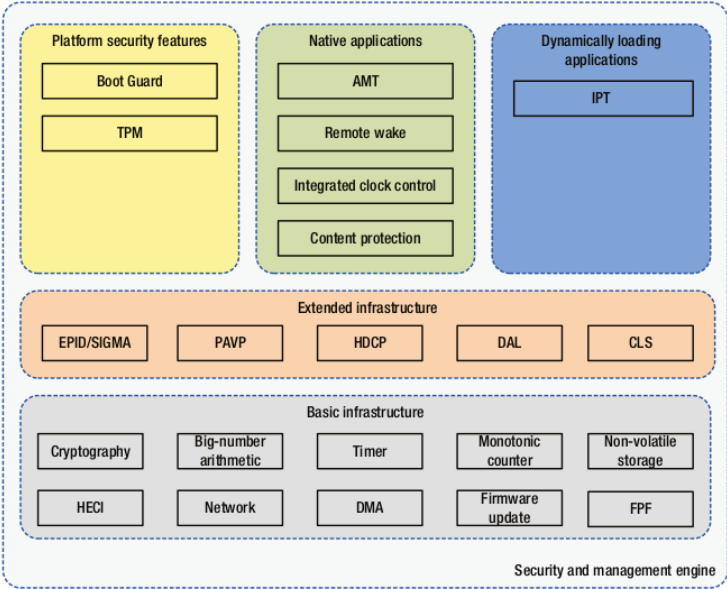 Platform security features
Boot Guard
TPM
Native applications
AMT
Remote wake
Integrated clock control
Content protection
Dynamically loading
applications
IPT
Extended infrastructure
EPID/SIGMA
PAVP
HDCP
DAL
CLS
Basic infrastructure
Cryptography
Big-number
arithmetic
Timer
Monotonic
counter
Non-volatile
storage
HECI
Network
DMA
Firmware
update
FPF
Security and management engine